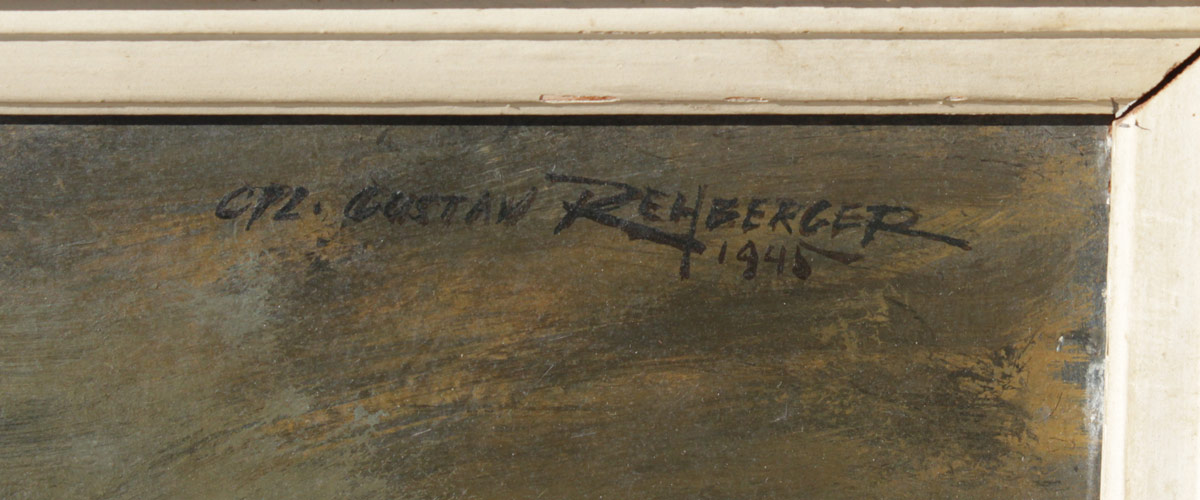 CPL. GUSTAV REHBERGER
1945